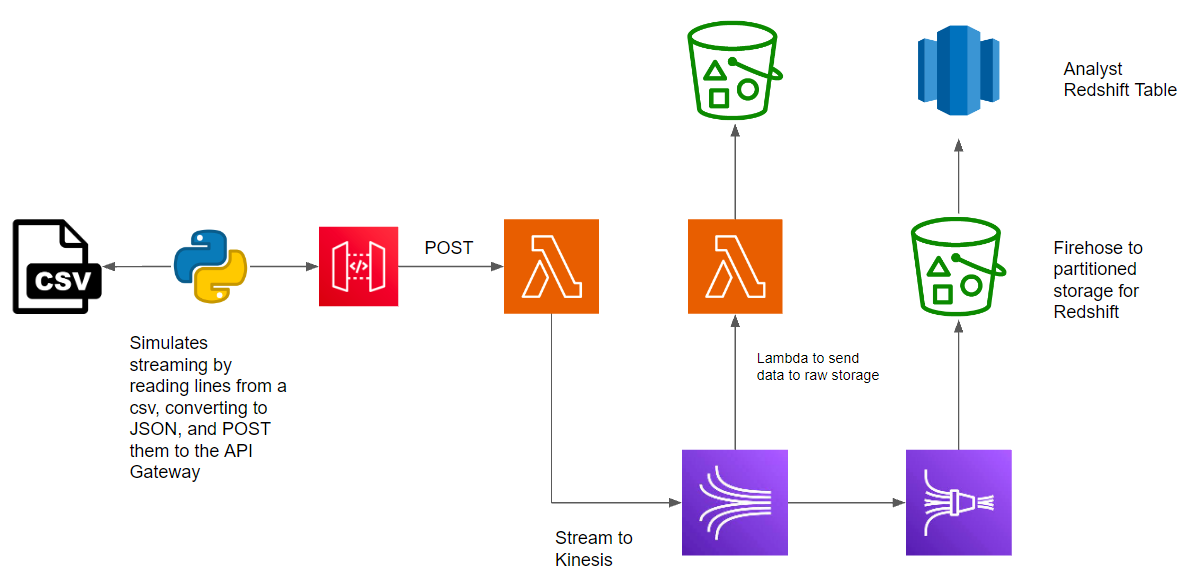 Analyst
Redshift Table
CSV
POST
Firehose to
partitioned
storage for
Redshift
Simulates
streaming by
reading lines from a
csv, converting to
JSON, and POST
them to the API
Gateway
Lambda to send
data to raw storage
Stream to
Kinesis